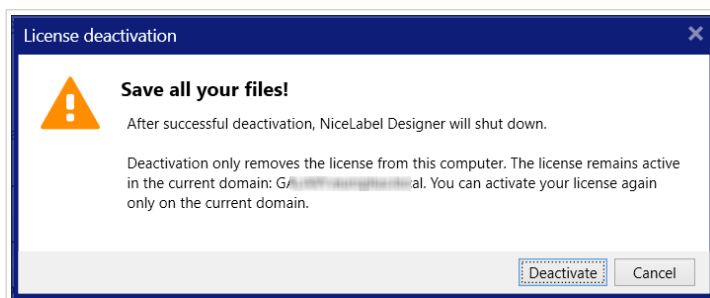 License deactivation
Save all your files!
After successful deactivation, NiceLabel Designer will shut down.
Deactivation only removes the license from this computer. The license remains active
in the current domain: You can activate your license again
only on the current domain.
Deactivate Cancel